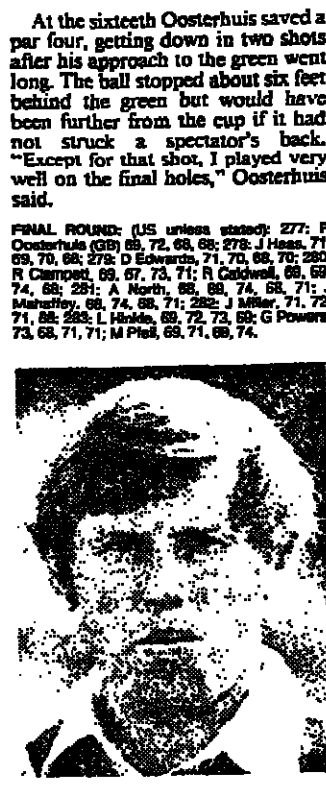 At the sixteeth Oosterhuis saved a
par four, getting down in two shots
after his approach to the green went
long. The ball stopped about six feet
behind the green but would have
been further from the cup if it had
not struck a spectator's back.
"Except for that shot, I played very
well on the final holes," Oosterhuis
said.
FINAL ROUND: (US unless stated): 277: P
Oosterhuis (GB) 69, 72, 68, 68; 278: J Haas, 71,
69, 70, 68; 279: D Edwards, 71, 70, 68, 70; 280:
R Clampett, 69, 67, 73, 71; R Caldwell, 69, 69,
74, 68; 281: A North, 68, 69, 74, 68, 71; J
Mahaffey, 68, 74, 68, 71; 282: J Miller, 71, 72,
71, 68; 283: L Hinkle, 69, 72, 73, 69; G Powers,
73, 68, 71, 71; M Pfeil, 69, 71, 69, 74.